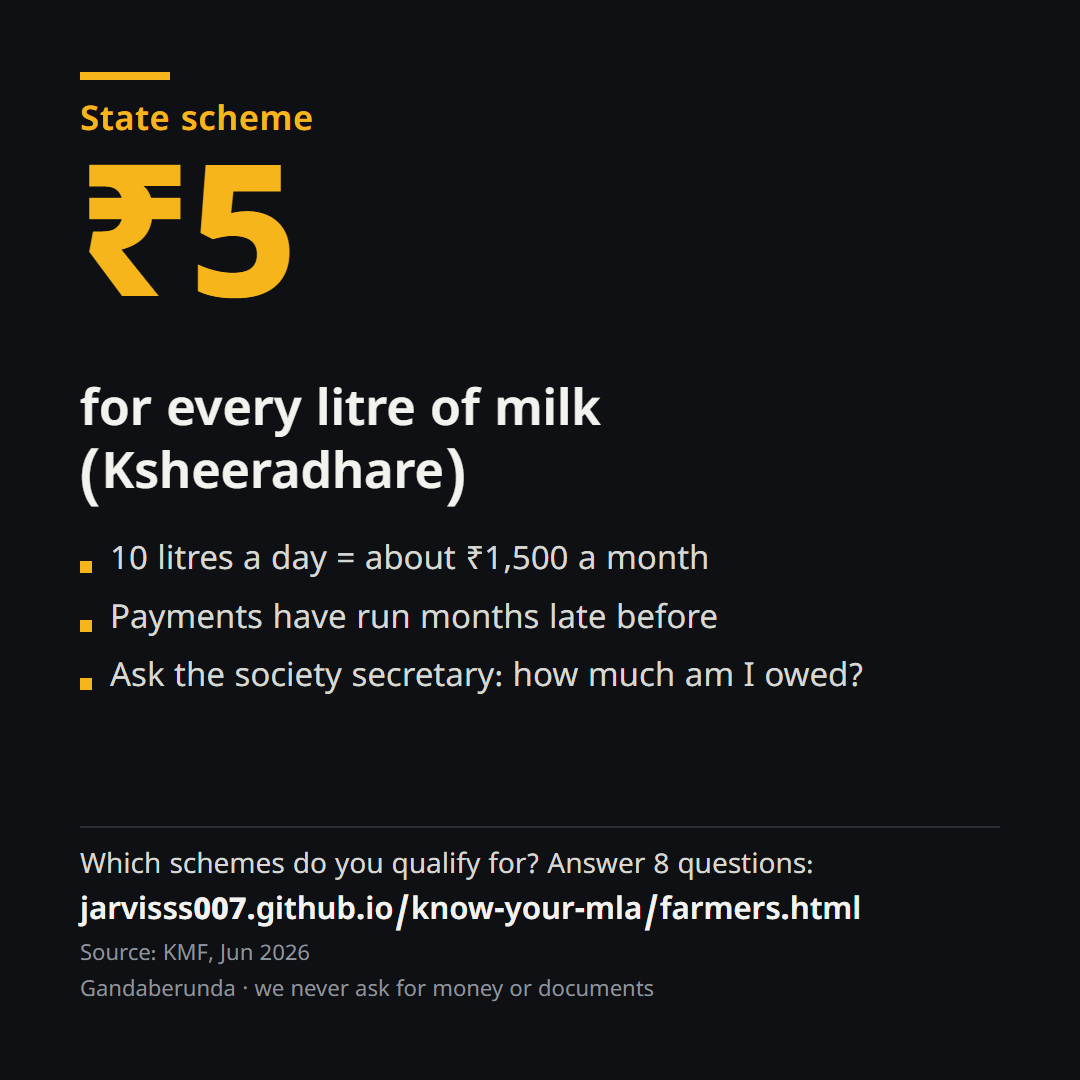 State scheme
₹5
for every litre of milk
(Ksheeradhare)
10 litres a day = about ₹1,500 a month
Payments have run months late before
Ask the society secretary: how much am I owed?
Which schemes do you qualify for? Answer 8 questions:
jarvisss007.github.io/know-your-mla/farmers.html
Source: KMF, Jun 2026
Gandaberunda · we never ask for money or documents